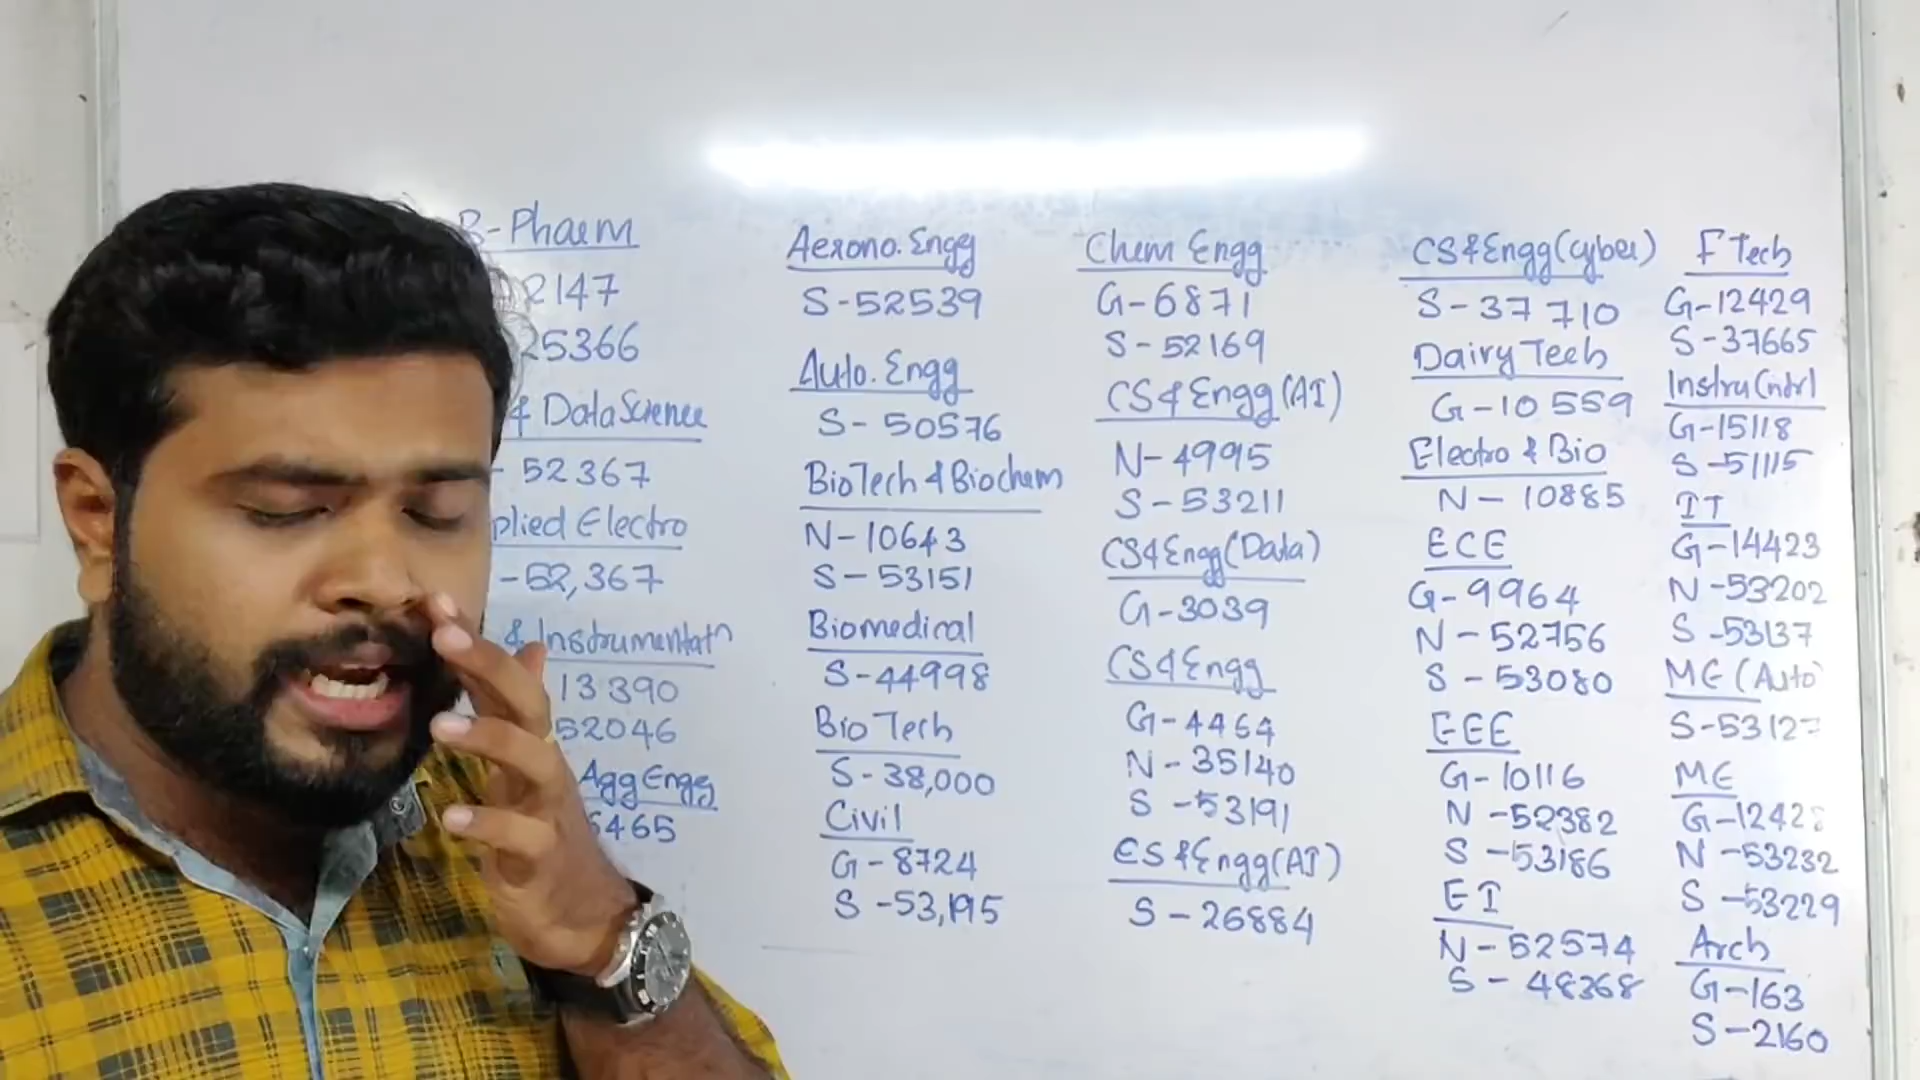 B-Pharm
2147
25366
& Data Science
- 52367
plied Electro
-52,367
& Instrumentatn
13390
52046
Agg Engg
6465
Aerono. Engg
S-52539
Auto. Engg
S- 50576
BioTech & Biochem
N-10643
S-53151
Biomedical
S-44998
Bio Tech
S-38,000
Civil
G-8724
S-53,195
Chem Engg
G-6871
S-52169
CS & Engg (AI)
N-4995
S-53211
CS & Engg (Data)
G-3039
CS & Engg
G-4464
N-35140
S-53191
CS & Engg (AI)
S-26884
CS & Engg (Cyber)
S-37710
Dairy Tech
G-10559
Electro & Bio
N-10885
ECE
G-9964
N-52756
S-53080
EEE
G-10116
N-52382
S-53186
EI
N-52574
S-48368
F Tech
G-12429
S-37665
Instru Cntrl
G-15118
S-51115
IT
G-14423
N-53202
S-53137
ME (Auto
S-5312
ME
G-1242
N-53232
S-53229
Arch
G-163
S-2160